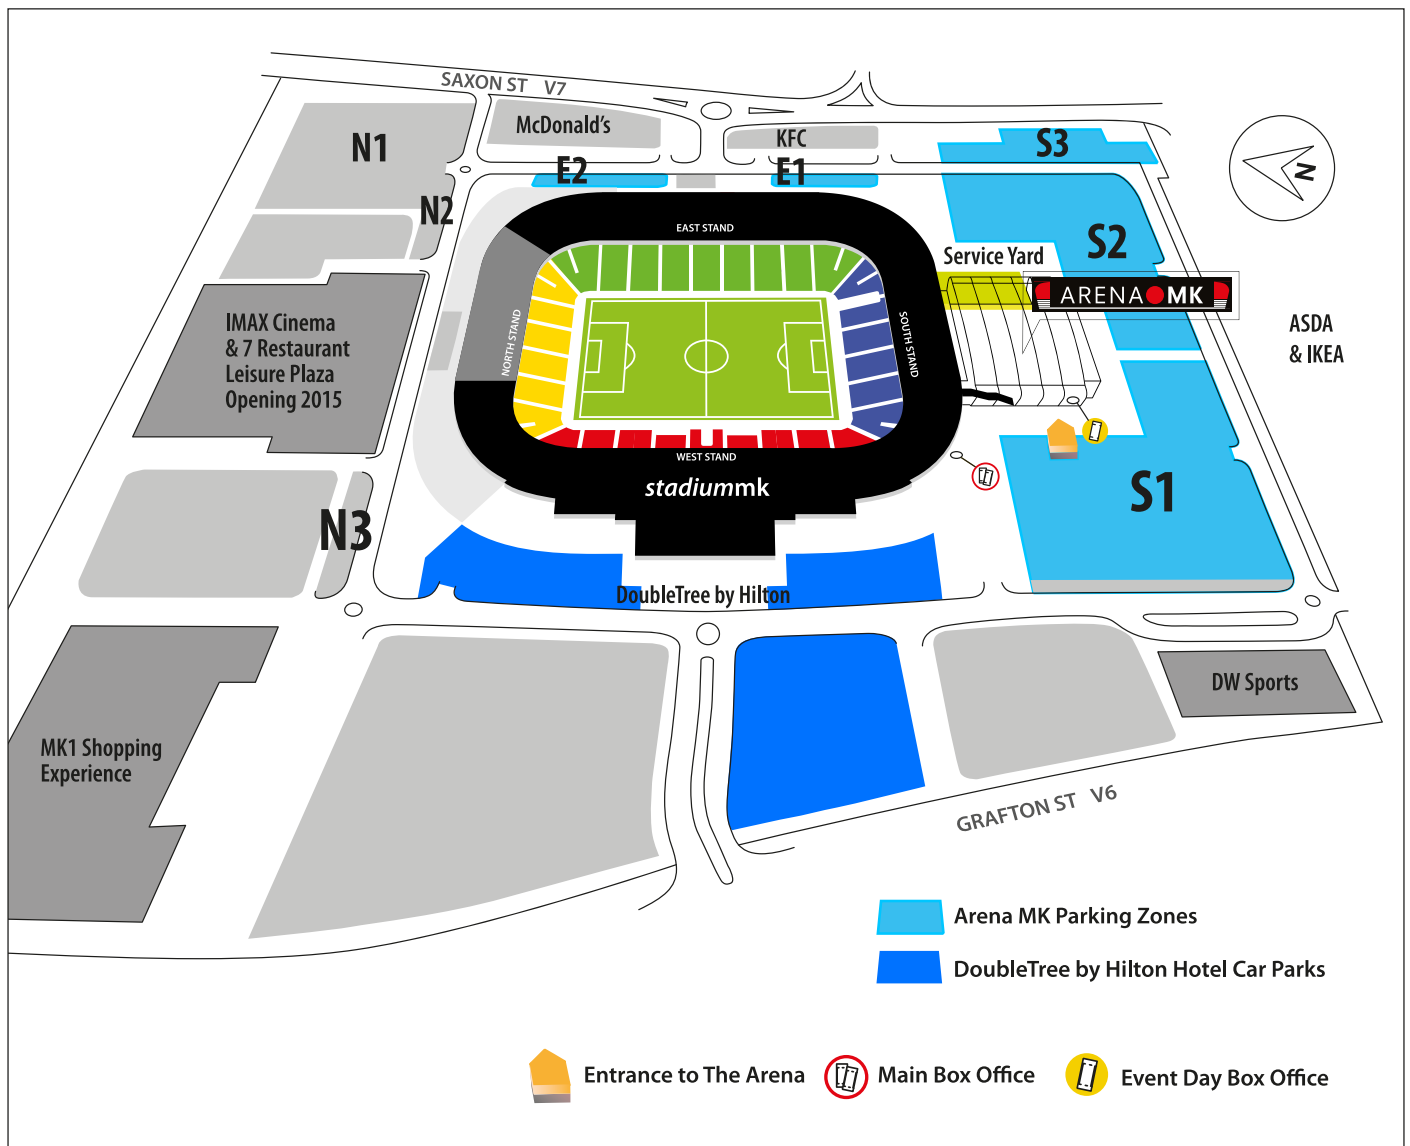 SAXON ST V7
McDonald's
KFC
N1
E2
E1
S3
N2
S2
EAST STAND
Service Yard
ARENA MK
N
IMAX Cinema
& 7 Restaurant
Leisure Plaza
Opening 2015
NORTH STAND
SOUTH STAND
ASDA
& IKEA
WEST STAND
stadiummk
S1
N3
DoubleTree by Hilton
DW Sports
MK1 Shopping
Experience
GRAFTON ST V6
Arena MK Parking Zones
DoubleTree by Hilton Hotel Car Parks
Entrance to The Arena
Main Box Office
Event Day Box Office